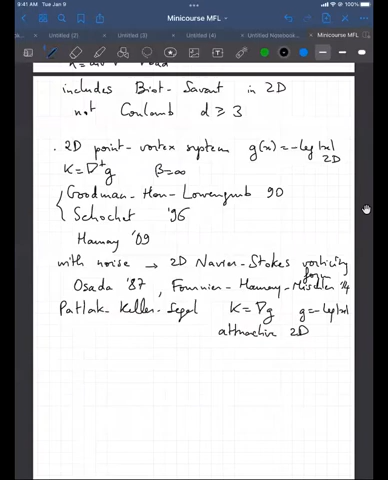 9:41 AM Tue Jan 9
100%
Minicourse MFL
Untitled (2)
Untitled (3)
Untitled (4)
Untitled Notebook...
Minicourse MFL
includes Biot-Savart in 2D
not Coulomb d ≥ 3
. 2D point-vortex system g(x)=-log|x| 2D
K=∇⊥g β=∞
Goodman-Hou-Lowengrub 90
Schochet '96
Hauray '09
with noise → 2D Navier-Stokes vorticity form
Osada '87, Fournier-Hauray-Mischler '14
Patlak-Keller-Segel K=∇g g=-log|x|
attractive 2D